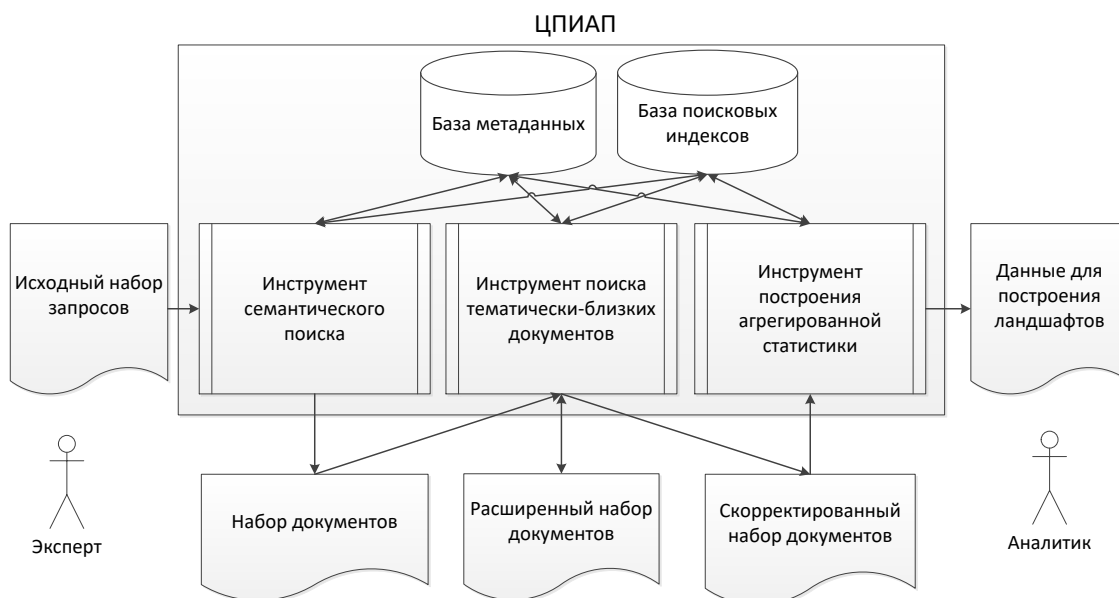 ЦПИАП
База метаданных
База поисковых
индексов
Исходный набор
запросов
Инструмент
семантического
поиска
Инструмент поиска
тематически-близких
документов
Инструмент
построения
агрегированной
статистики
Данные для
построения
ландшафтов
Эксперт
Набор документов
Расширенный набор
документов
Скорректированный
набор документов
Аналитик